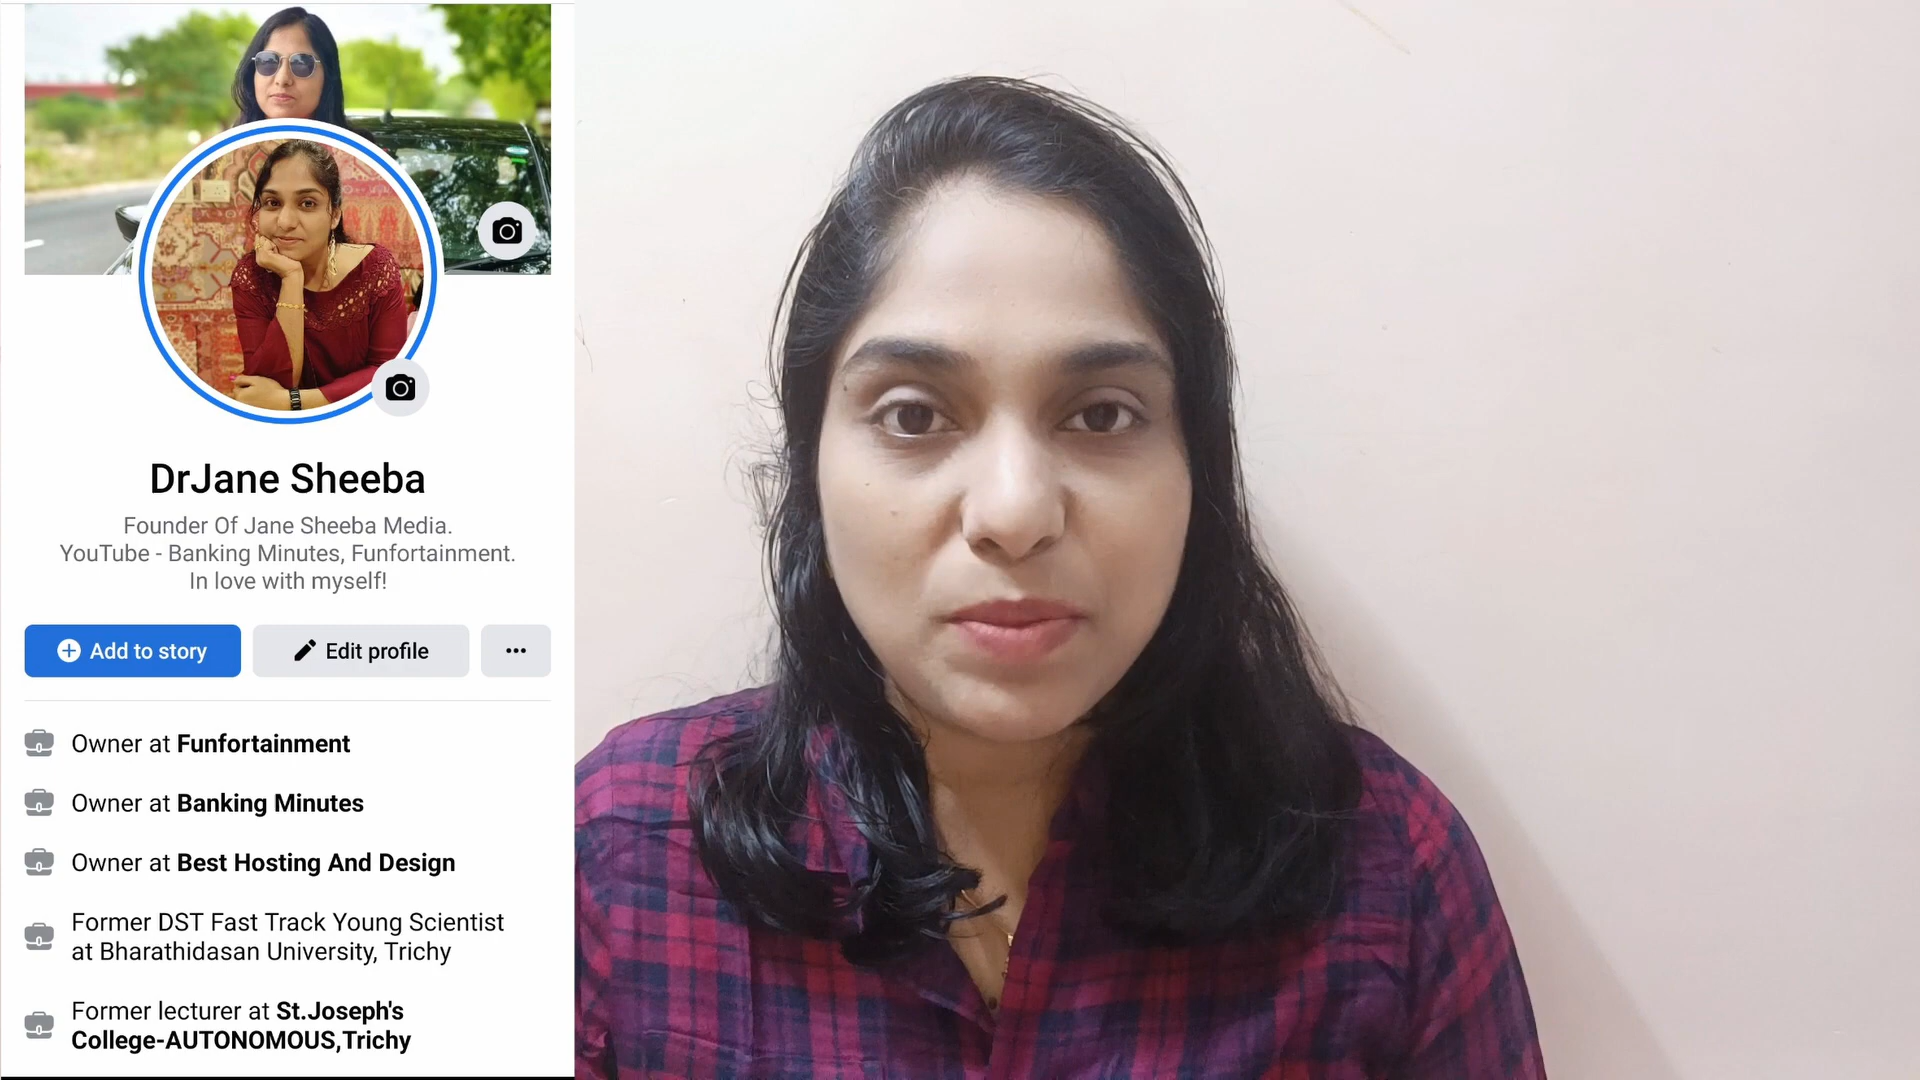 DrJane Sheeba
Founder Of Jane Sheeba Media.
YouTube - Banking Minutes, Funfortainment.
In love with myself!
Add to story
Edit profile
Owner at Funfortainment
Owner at Banking Minutes
Owner at Best Hosting And Design
Former DST Fast Track Young Scientist
at Bharathidasan University, Trichy
Former lecturer at St.Joseph's
College-AUTONOMOUS,Trichy